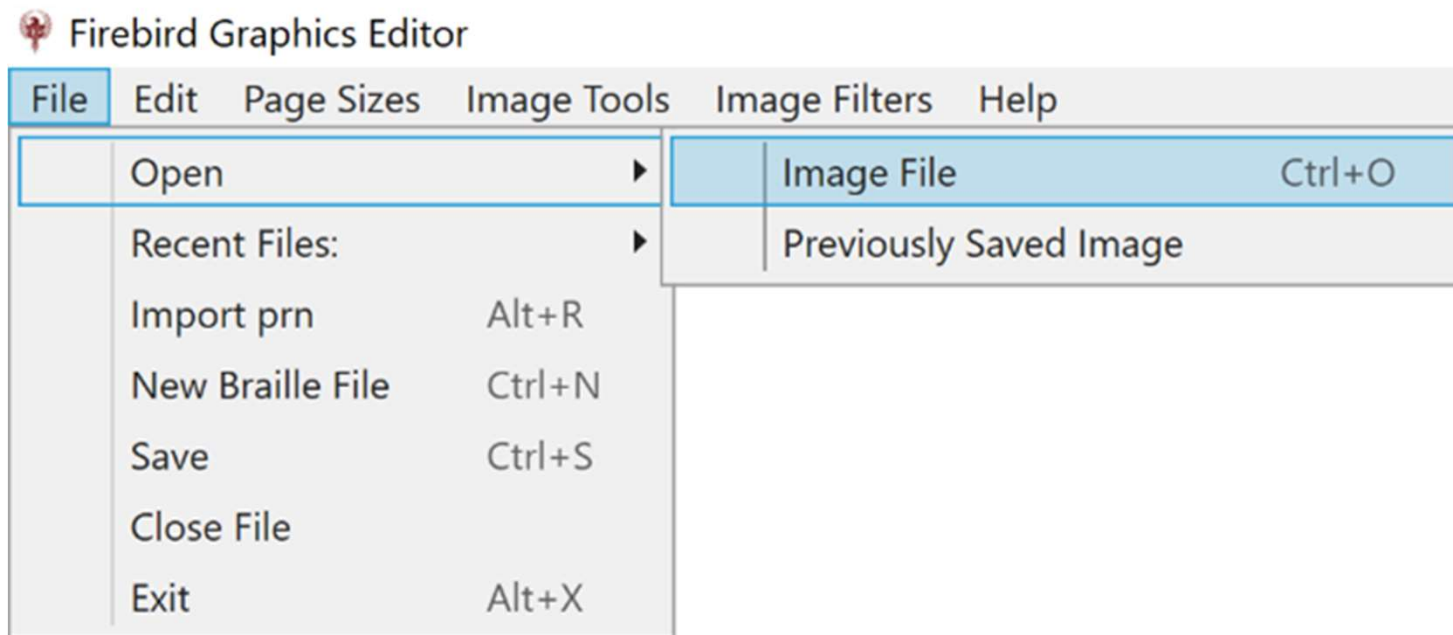 Firebird Graphics Editor
File Edit Page Sizes Image Tools Image Filters Help
Open Image File Ctrl+O
Recent Files: Previously Saved Image
Import prn Alt+R
New Braille File Ctrl+N
Save Ctrl+S
Close File
Exit Alt+X